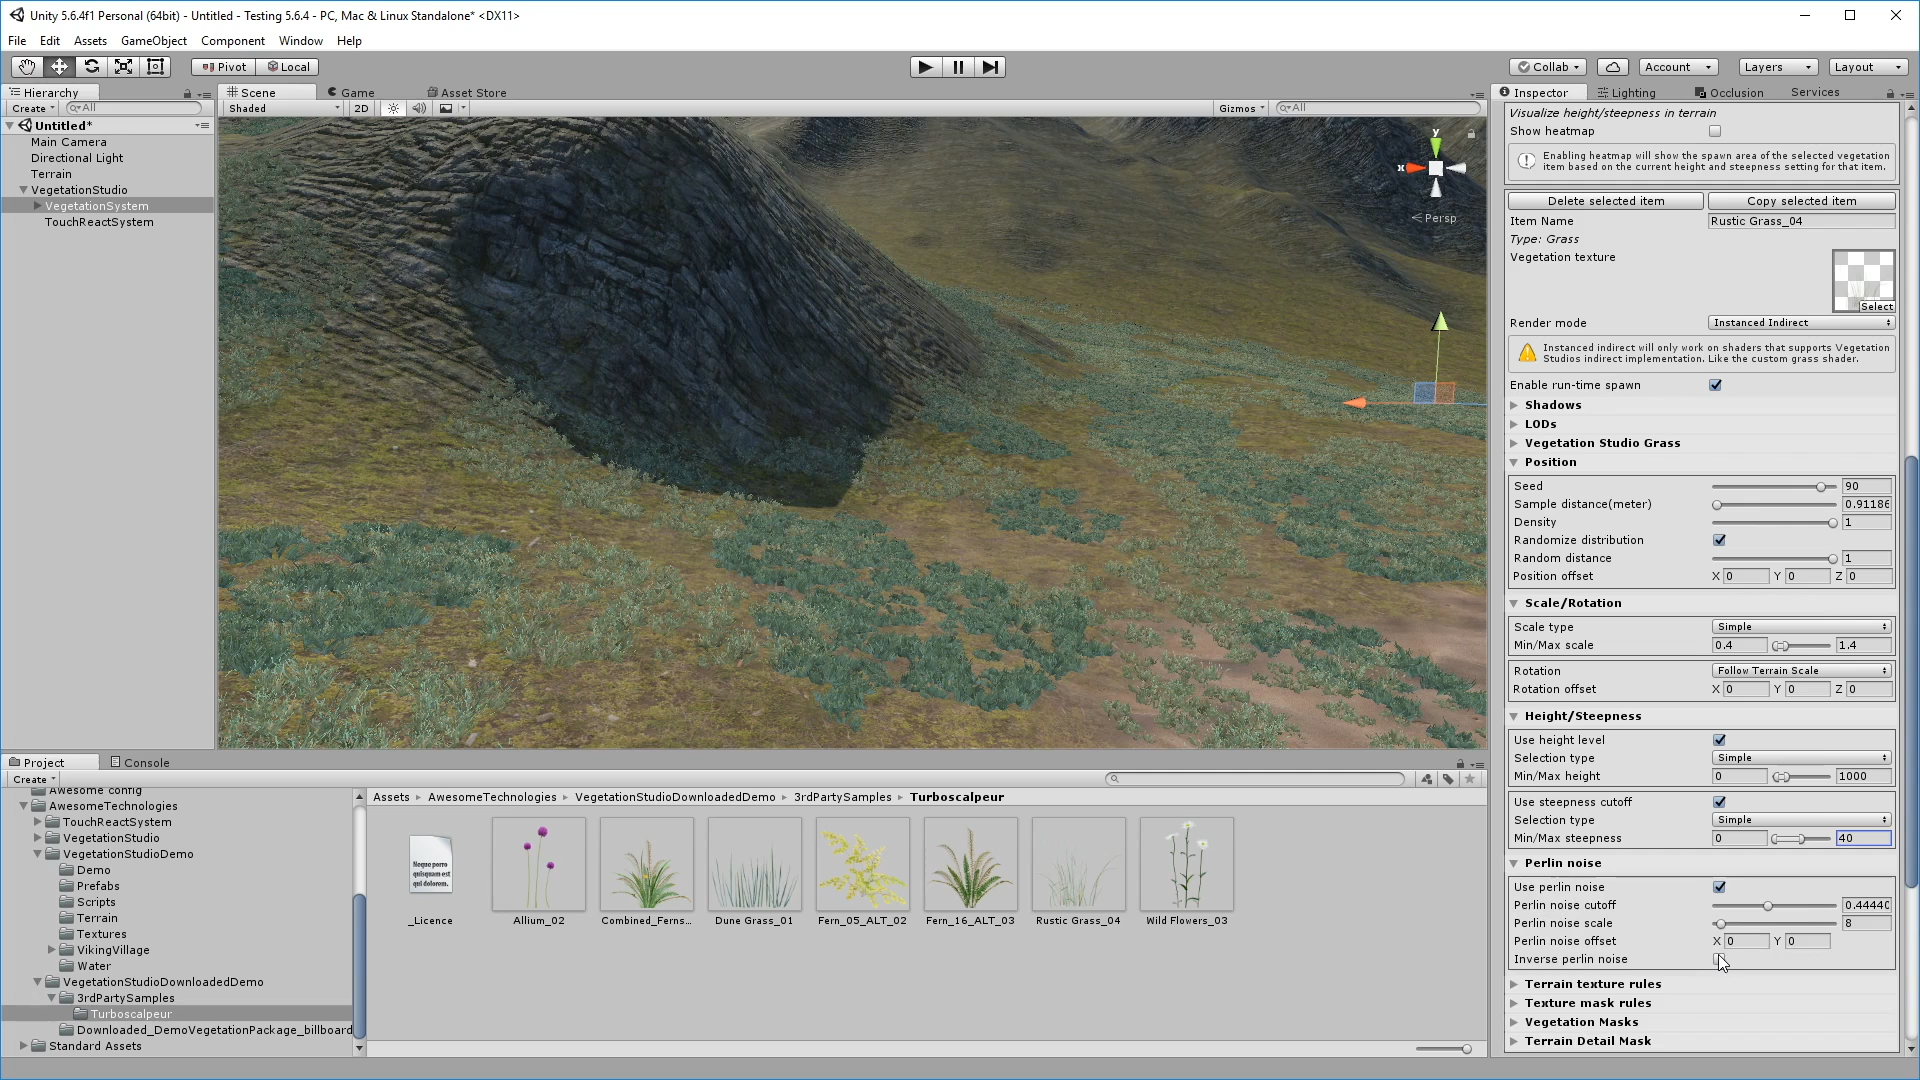 Unity 5.6.4f1 Personal (64bit) - Untitled - Testing 5.6.4 - PC, Mac & Linux Standalone* <DX11>
File Edit Assets GameObject Component Window Help
Pivot Local Collab Account Layers Layout
Hierarchy Scene Game Asset Store Inspector Lighting Occlusion Services
Create All Shaded 2D Gizmos All
Untitled*
Main Camera
Directional Light
Terrain
VegetationStudio
VegetationSystem
TouchReactSystem
y
x
Persp
Visualize height/steepness in terrain
Show heatmap
Enabling heatmap will show the spawn area of the selected vegetation
item based on the current height and steepness setting for that item.
Delete selected item Copy selected item
Item Name Rustic Grass_04
Type: Grass
Vegetation texture
Select
Render mode Instanced Indirect
Instanced indirect will only work on shaders that supports Vegetation
Studios indirect implementation. Like the custom grass shader.
Enable run-time spawn
Shadows
LODs
Vegetation Studio Grass
Position
Seed 90
Sample distance(meter) 0.91186
Density 1
Randomize distribution
Random distance 1
Position offset X 0 Y 0 Z 0
Scale/Rotation
Scale type Simple
Min/Max scale 0.4 1.4
Rotation Follow Terrain Scale
Rotation offset X 0 Y 0 Z 0
Height/Steepness
Use height level
Selection type Simple
Min/Max height 0 1000
Use steepness cutoff
Selection type Simple
Min/Max steepness 0 40
Perlin noise
Use perlin noise
Perlin noise cutoff 0.4444
Perlin noise scale 8
Perlin noise offset X 0 Y 0
Inverse perlin noise
Terrain texture rules
Texture mask rules
Vegetation Masks
Terrain Detail Mask
Project Console
Create
Awesome config
AwesomeTechnologies
TouchReactSystem
VegetationStudio
VegetationStudioDemo
Demo
Prefabs
Scripts
Terrain
Textures
VikingVillage
Water
VegetationStudioDownloadedDemo
3rdPartySamples
Turboscalpeur
Downloaded_DemoVegetationPackage_billboard
Standard Assets
Assets AwesomeTechnologies VegetationStudioDownloadedDemo 3rdPartySamples Turboscalpeur
Neque porro
quisquam est
qui dolorem.
_Licence Allium_02 Combined_Ferns... Dune Grass_01 Fern_05_ALT_02 Fern_16_ALT_03 Rustic Grass_04 Wild Flowers_03